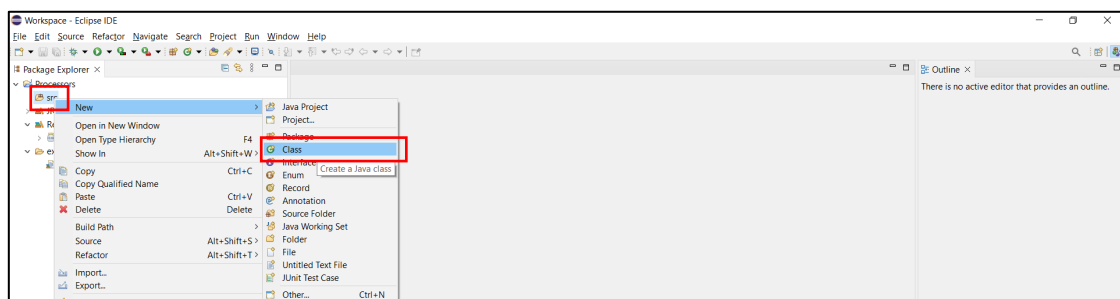 Workspace - Eclipse IDE
File Edit Source Refactor Navigate Search Project Run Window Help
Package Explorer
Outline
Processors
There is no active editor that provides an outline.
src
New
Java Project
Project...
Open in New Window
Package
Open Type Hierarchy F4
Class
Show In Alt+Shift+W
Interface
Create a Java class
Copy Ctrl+C
Enum
Copy Qualified Name
Record
Paste Ctrl+V
Annotation
Delete Delete
Source Folder
Build Path
Java Working Set
Source Alt+Shift+S
Folder
Refactor Alt+Shift+T
File
Untitled Text File
Import...
JUnit Test Case
Export...
Other... Ctrl+N